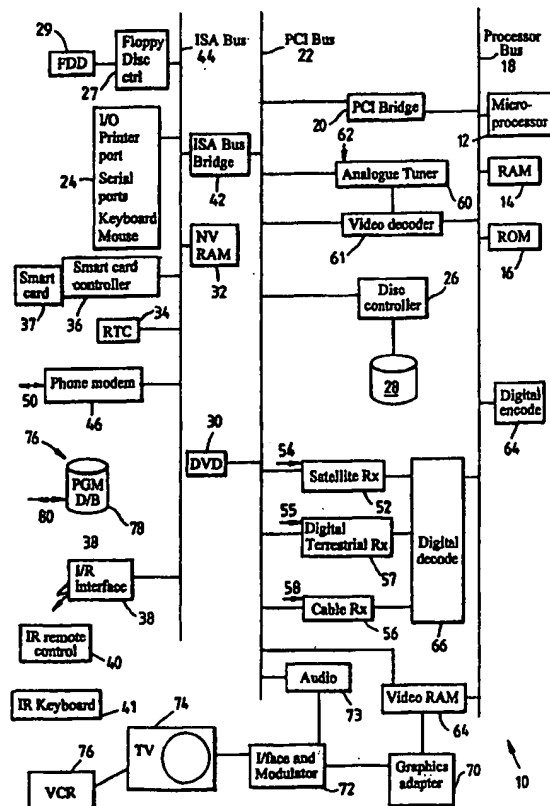 29
FDD
Floppy
Disc
ctrl
27
ISA Bus
44
PCI Bus
22
Processor
Bus
18
I/O
Printer
port
Serial
ports
Keyboard
Mouse
24
ISA Bus
Bridge
42
PCI Bridge
20
Micro-
processor
12
62
Analogue Tuner
60
RAM
14
Video decoder
61
ROM
16
NV
RAM
32
Smart
card
37
Smart card
controller
36
RTC
34
Disc
controller
26
28
Phone modem
50
46
Digital
encode
64
30
DVD
76
PGM
D/B
80
78
54
Satellite Rx
52
55
Digital
Terrestrial Rx
57
58
Cable Rx
56
Digital
decode
66
38
I/R
interface
38
IR remote
control
40
IR Keyboard
41
Audio
73
Video RAM
64
74
TV
76
VCR
I/face and
Modulator
72
Graphics
adapter
70
10